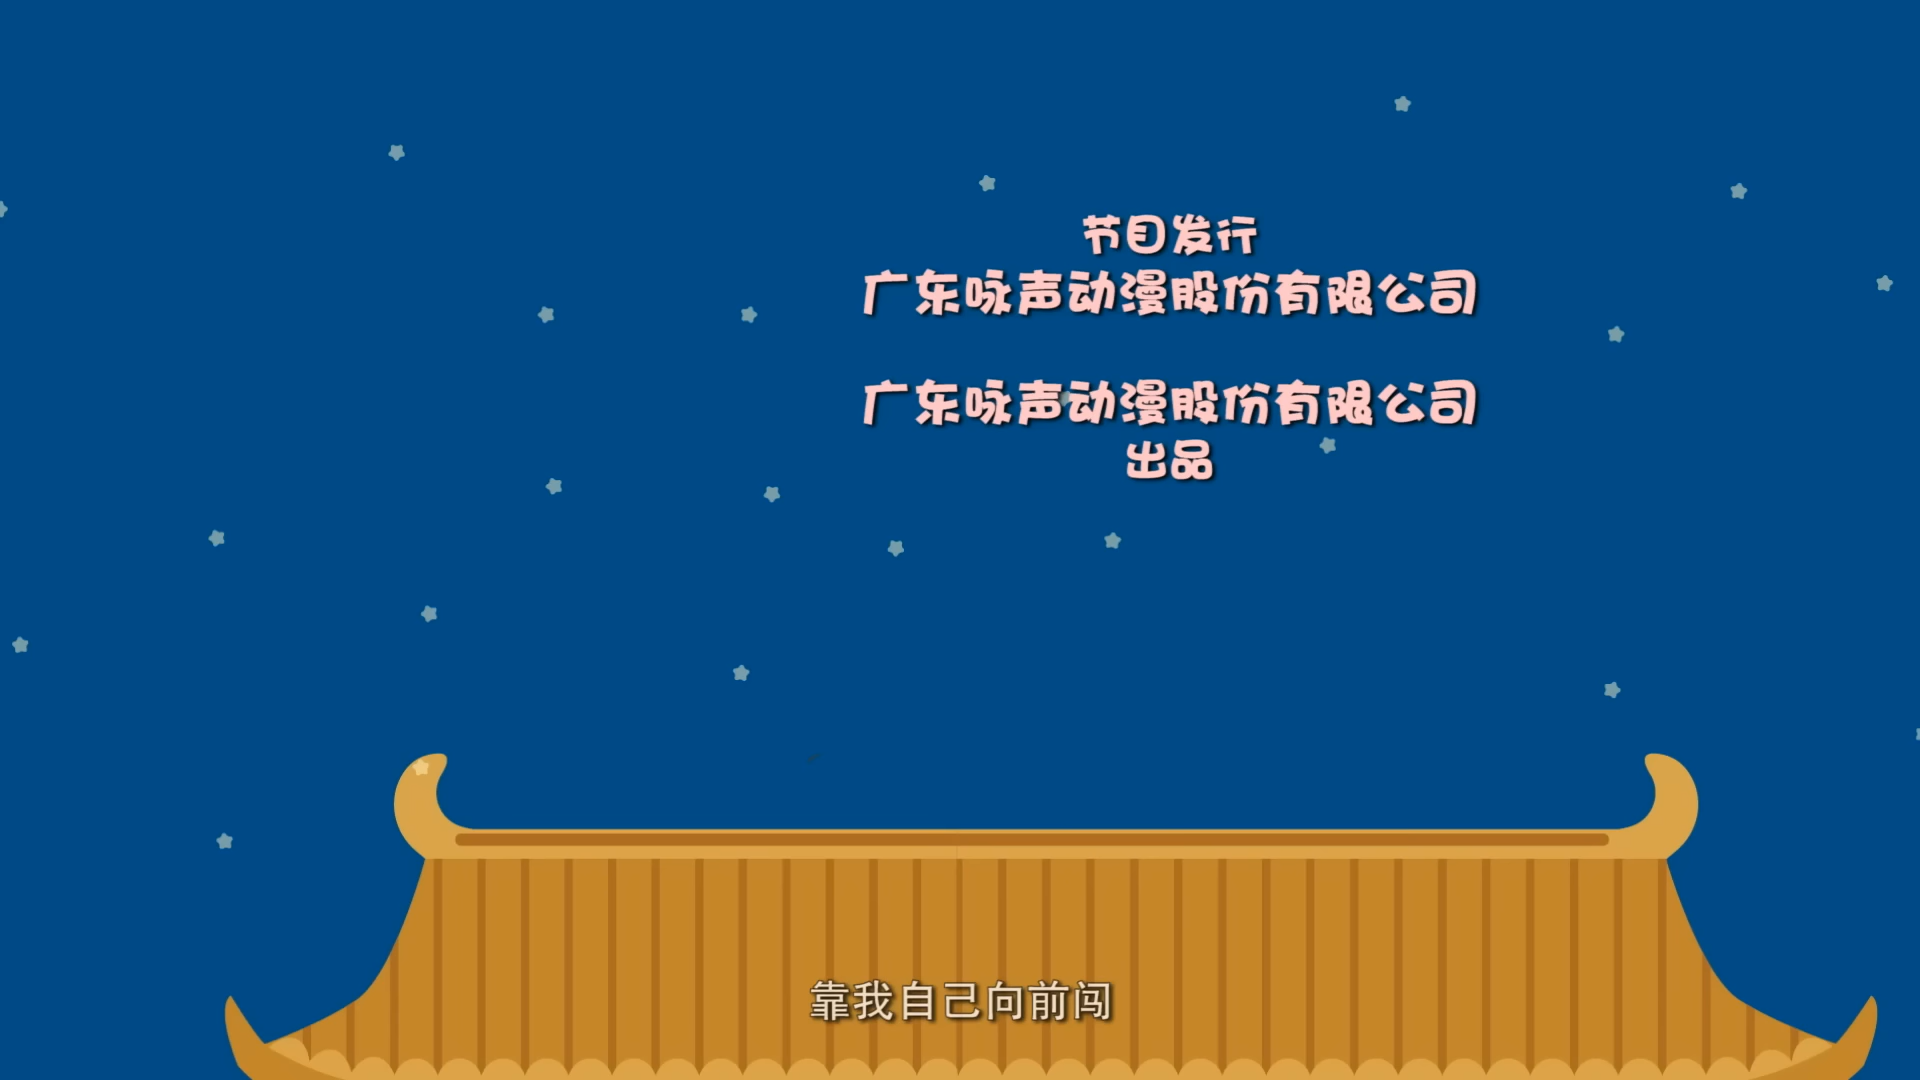 节目发行
广东咏声动漫股份有限公司
广东咏声动漫股份有限公司
出品
靠我自己向前闯